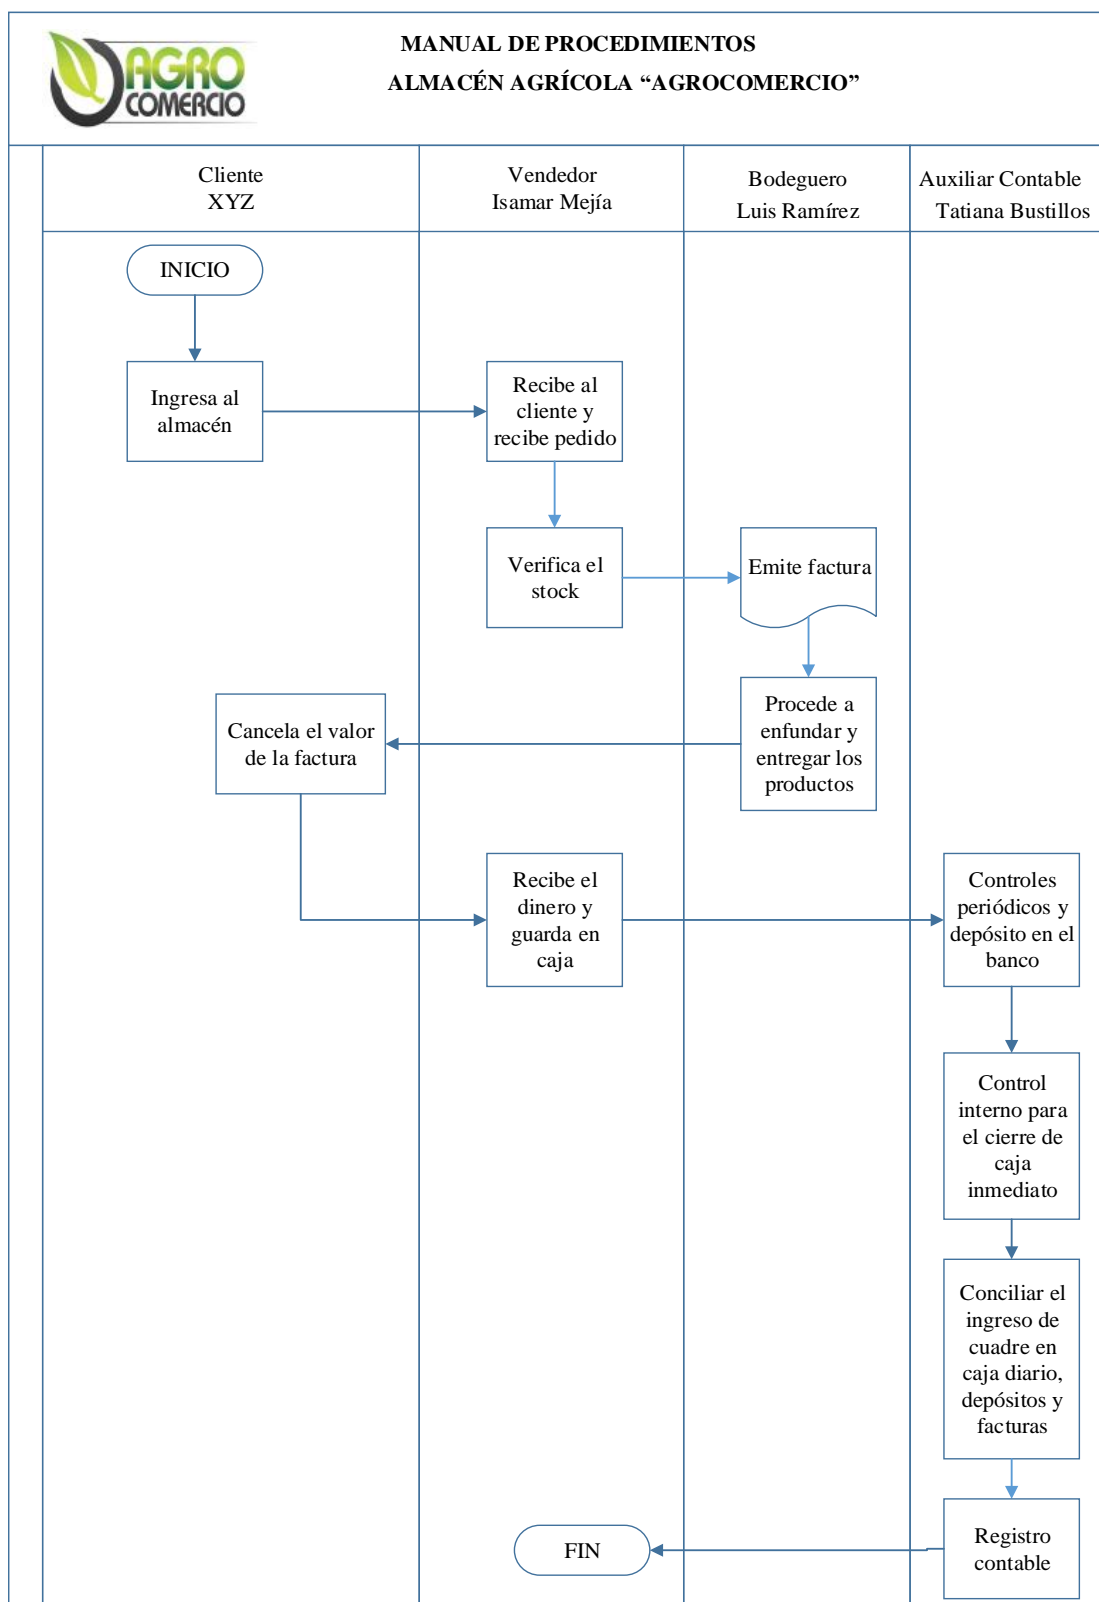 AGRO
COMERCIO
MANUAL DE PROCEDIMIENTOS
ALMACÉN AGRÍCOLA “AGROCOMERCIO”
Cliente
XYZ
Vendedor
Isamar Mejía
Bodeguero
Luis Ramírez
Auxiliar Contable
Tatiana Bustillos
INICIO
Ingresa al
almacén
Recibe al
cliente y
recibe pedido
Verifica el
stock
Emite factura
Procede a
enfundar y
entregar los
productos
Cancela el valor
de la factura
Recibe el
dinero y
guarda en
caja
Controles
periódicos y
depósito en el
banco
Control
interno para
el cierre de
caja
inmediato
Conciliar el
ingreso de
cuadre en
caja diario,
depósitos y
facturas
Registro
contable
FIN